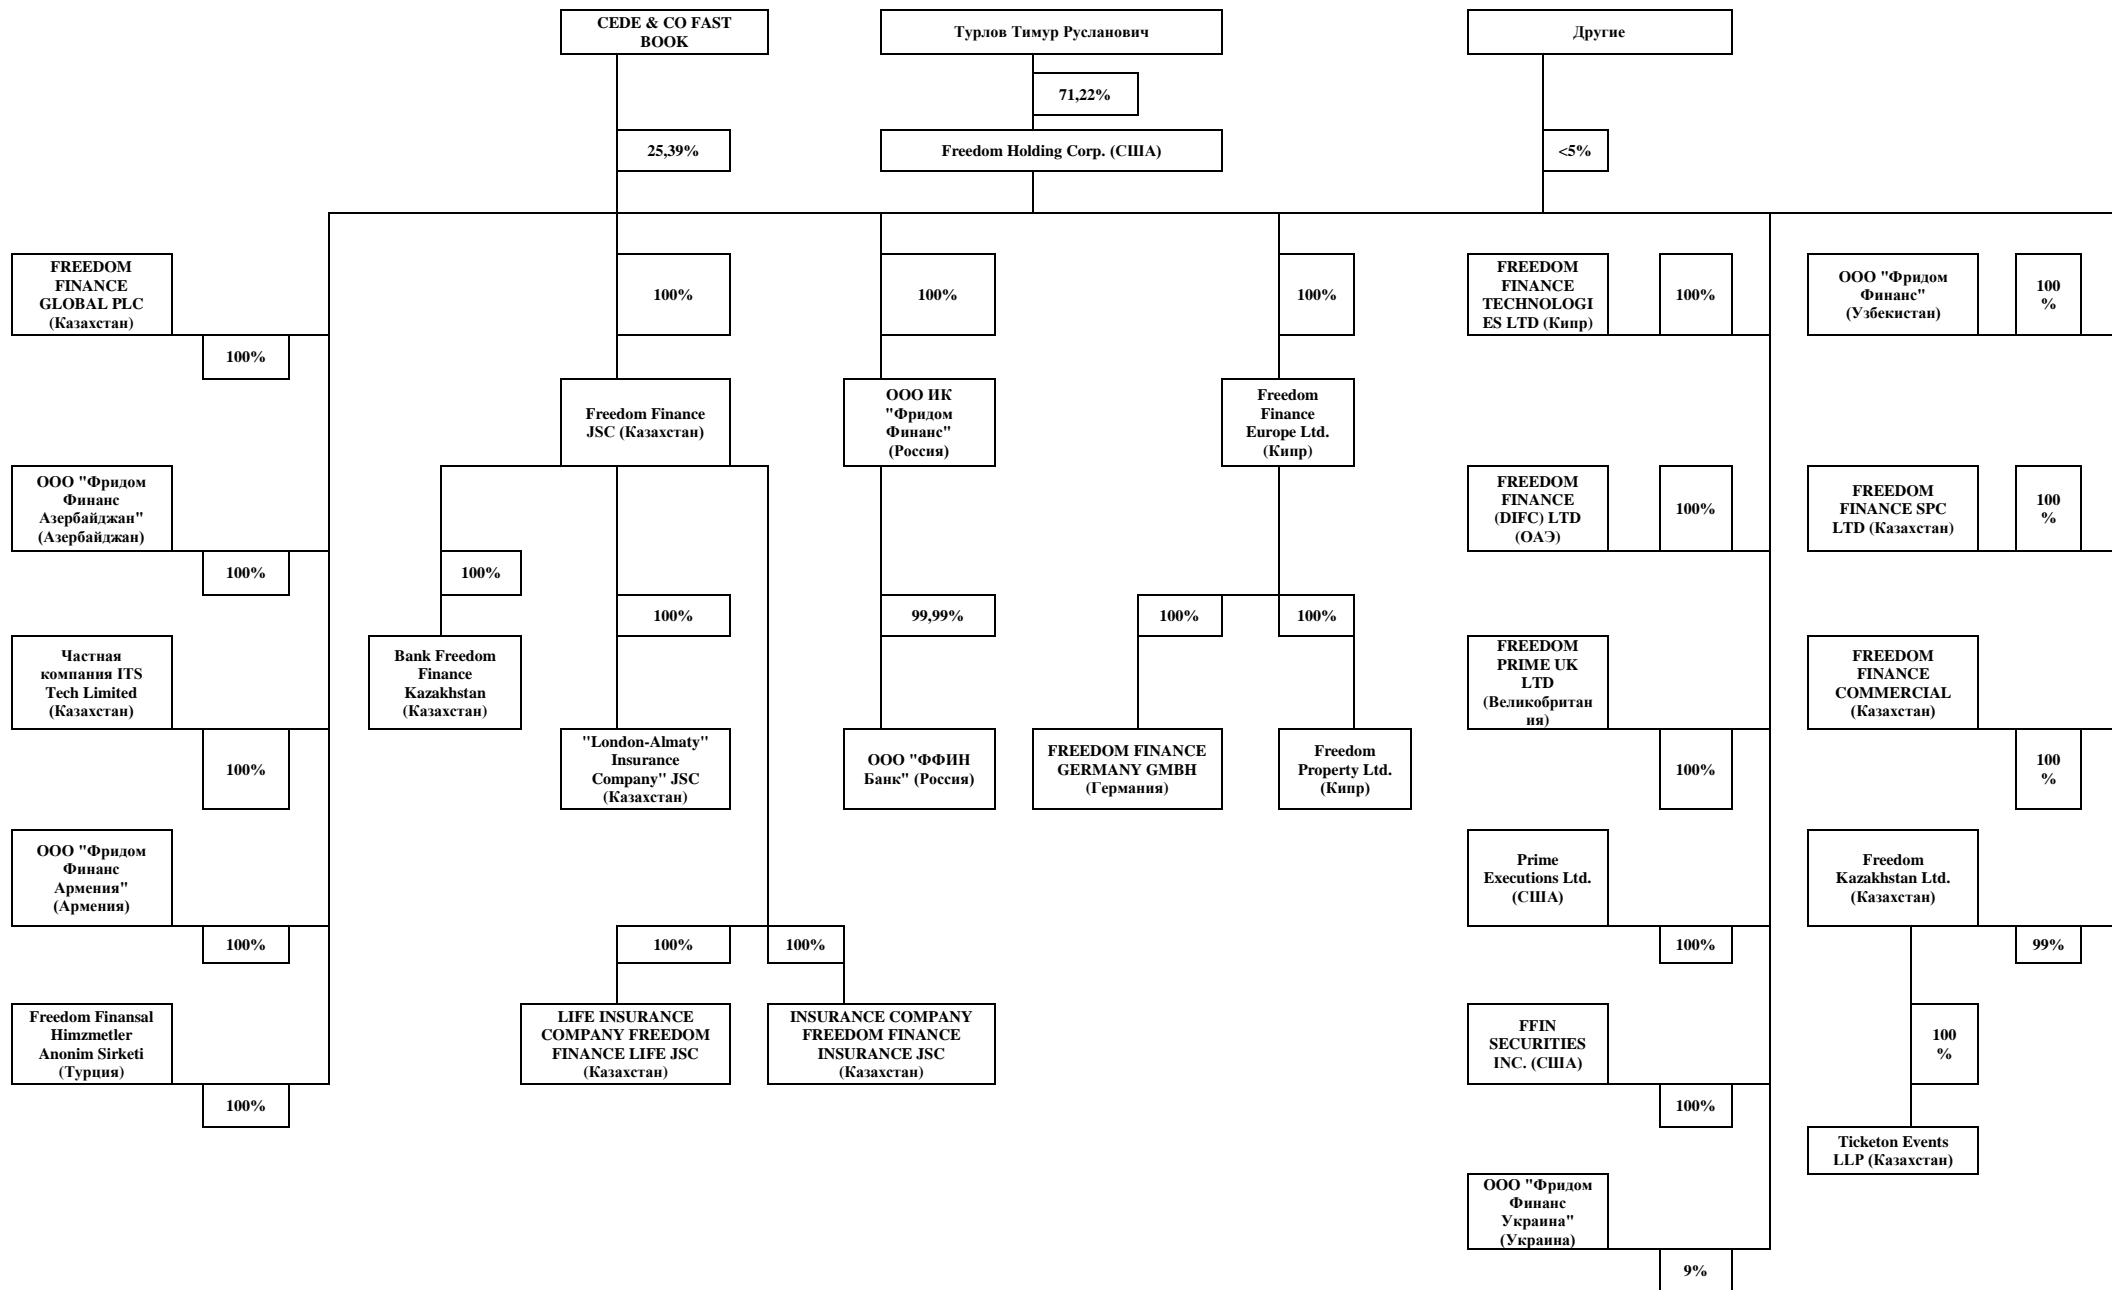 CEDE & CO FAST
BOOK
Турлов Тимур Русланович
Другие
71,22%
25,39%
Freedom Holding Corp. (США)
<5%
FREEDOM
FINANCE
GLOBAL PLC
(Казахстан)
100%
100%
100%
100%
FREEDOM
FINANCE
TECHNOLOGI
ES LTD (Кипр)
100%
ООО "Фридом
Финанс"
(Узбекистан)
100
%
Freedom Finance
JSC (Казахстан)
ООО ИК
"Фридом
Финанс"
(Россия)
Freedom
Finance
Europe Ltd.
(Кипр)
ООО "Фридом
Финанс
Азербайджан"
(Азербайджан)
100%
100%
FREEDOM
FINANCE
(DIFC) LTD
(ОАЭ)
100%
FREEDOM
FINANCE SPC
LTD (Казахстан)
100
%
100%
99,99%
100%
100%
Частная
компания ITS
Tech Limited
(Казахстан)
100%
Bank Freedom
Finance
Kazakhstan
(Казахстан)
FREEDOM
PRIME UK
LTD
(Великобритан
ия)
100%
FREEDOM
FINANCE
COMMERCIAL
(Казахстан)
100
%
"London-Almaty"
Insurance
Company" JSC
(Казахстан)
ООО "ФФИН
Банк" (Россия)
FREEDOM FINANCE
GERMANY GMBH
(Германия)
Freedom
Property Ltd.
(Кипр)
ООО "Фридом
Финанс
Армения"
(Армения)
100%
100%
100%
Prime
Executions Ltd.
(США)
100%
Freedom
Kazakhstan Ltd.
(Казахстан)
99%
Freedom Finansal
Himzmetler
Anonim Sirketi
(Турция)
100%
LIFE INSURANCE
COMPANY FREEDOM
FINANCE LIFE JSC
(Казахстан)
INSURANCE COMPANY
FREEDOM FINANCE
INSURANCE JSC
(Казахстан)
FFIN
SECURITIES
INC. (США)
100%
100
%
Ticketon Events
LLP (Казахстан)
ООО "Фридом
Финанс
Украина"
(Украина)
9%